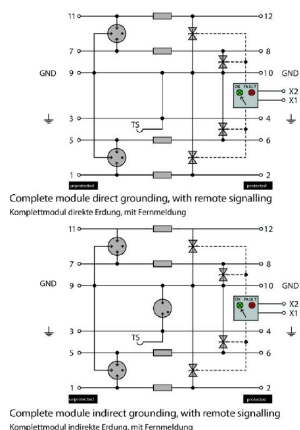 11 12
7 8
GND 9 10 GND
OK FAULT
X2
X1
3 4
TS
5 6
1 2
unprotected protected
Complete module direct grounding, with remote signalling
Komplettmodul direkte Erdung, mit Fernmeldung
11 12
7 8
GND 9 10 GND
OK FAULT
X2
X1
3 4
TS
5 6
1 2
unprotected protected
Complete module indirect grounding, with remote signalling
Komplettmodul indirekte Erdung, mit Fernmeldung